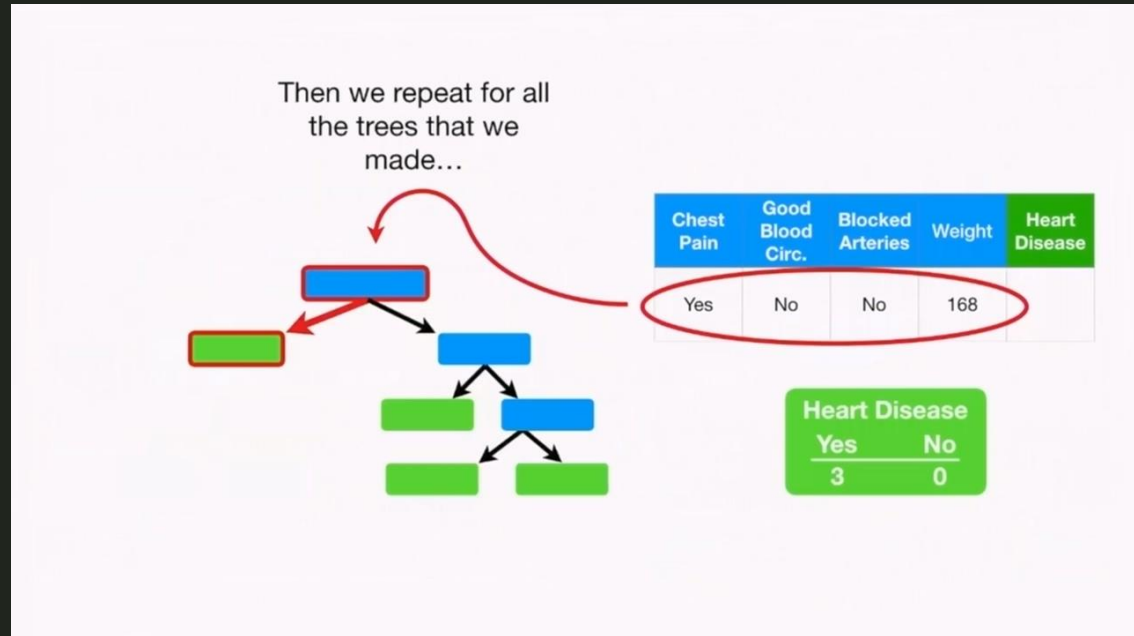 Then we repeat for all
the trees that we
made...
Chest Pain Good Blood Circ. Blocked Arteries Weight Heart Disease
Yes No No 168
Heart Disease
Yes No
3 0